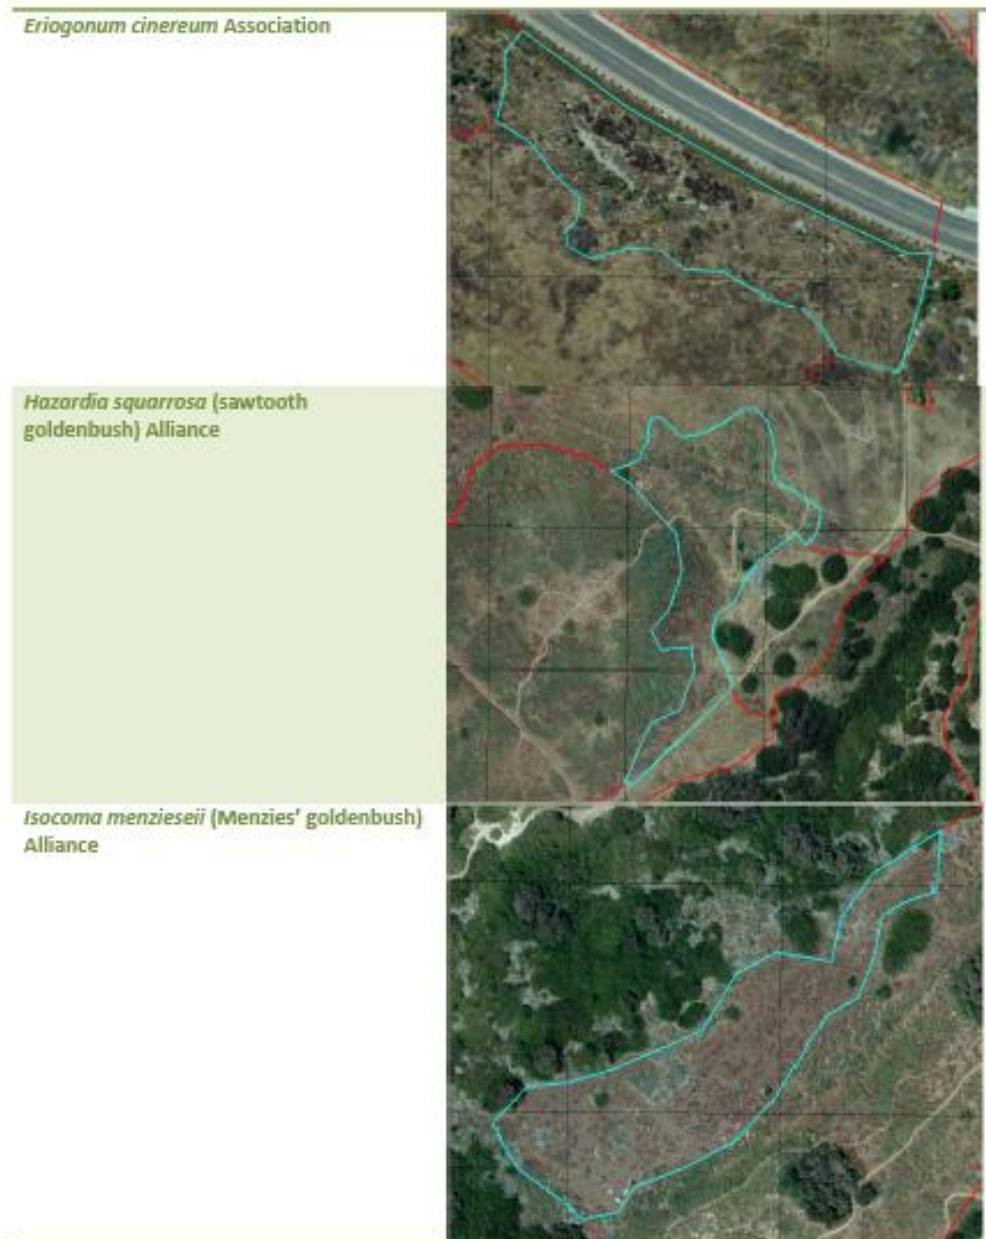 Eriogonum cinereum Association
Hazardia squarrosa (sawtooth
goldenbush) Alliance
Isocoma menzieseii (Menzies' goldenbush)
Alliance